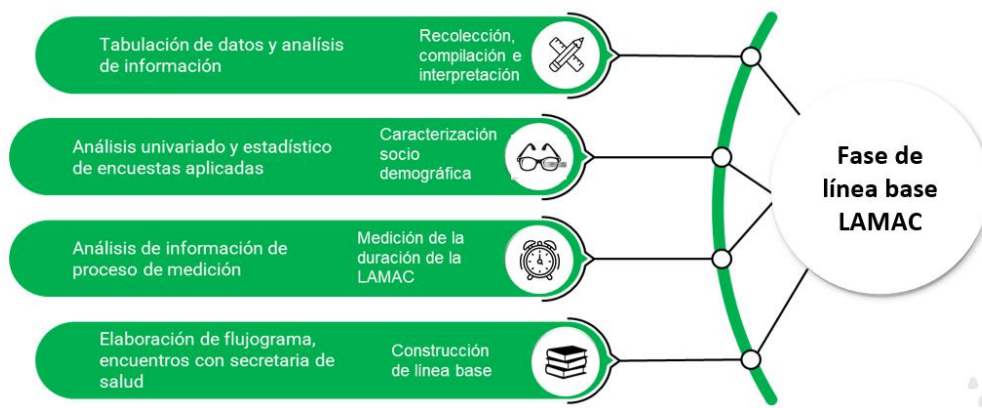 Tabulación de datos y analísis
de información
Recolección,
compilación e
interpretación
Análisis univariado y estadístico
de encuestas aplicadas
Caracterización
socio
demográfica
Análisis de información de
proceso de medición
Medición de la
duración de la
LAMAC
Elaboración de flujograma,
encuentros con secretaria de
salud
Construcción
de línea base
Fase de
línea base
LAMAC